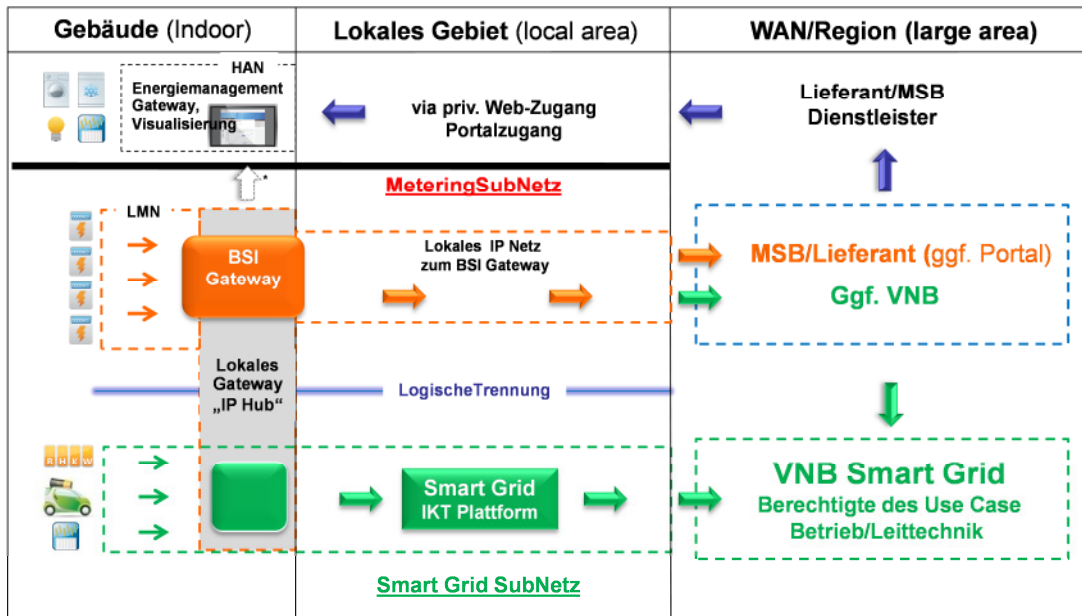 Gebäude (Indoor)
Lokales Gebiet (local area)
WAN/Region (large area)
HAN
Energiemanagement
Gateway,
Visualisierung
via priv. Web-Zugang
Portalzugang
Lieferant/MSB
Dienstleister
*
MeteringSubNetz
LMN
BSI
Gateway
Lokales IP Netz
zum BSI Gateway
MSB/Lieferant (ggf. Portal)
Ggf. VNB
Lokales
Gateway
„IP Hub“
LogischeTrennung
R H K W
Smart Grid
IKT Plattform
VNB Smart Grid
Berechtigte des Use Case
Betrieb/Leittechnik
Smart Grid SubNetz